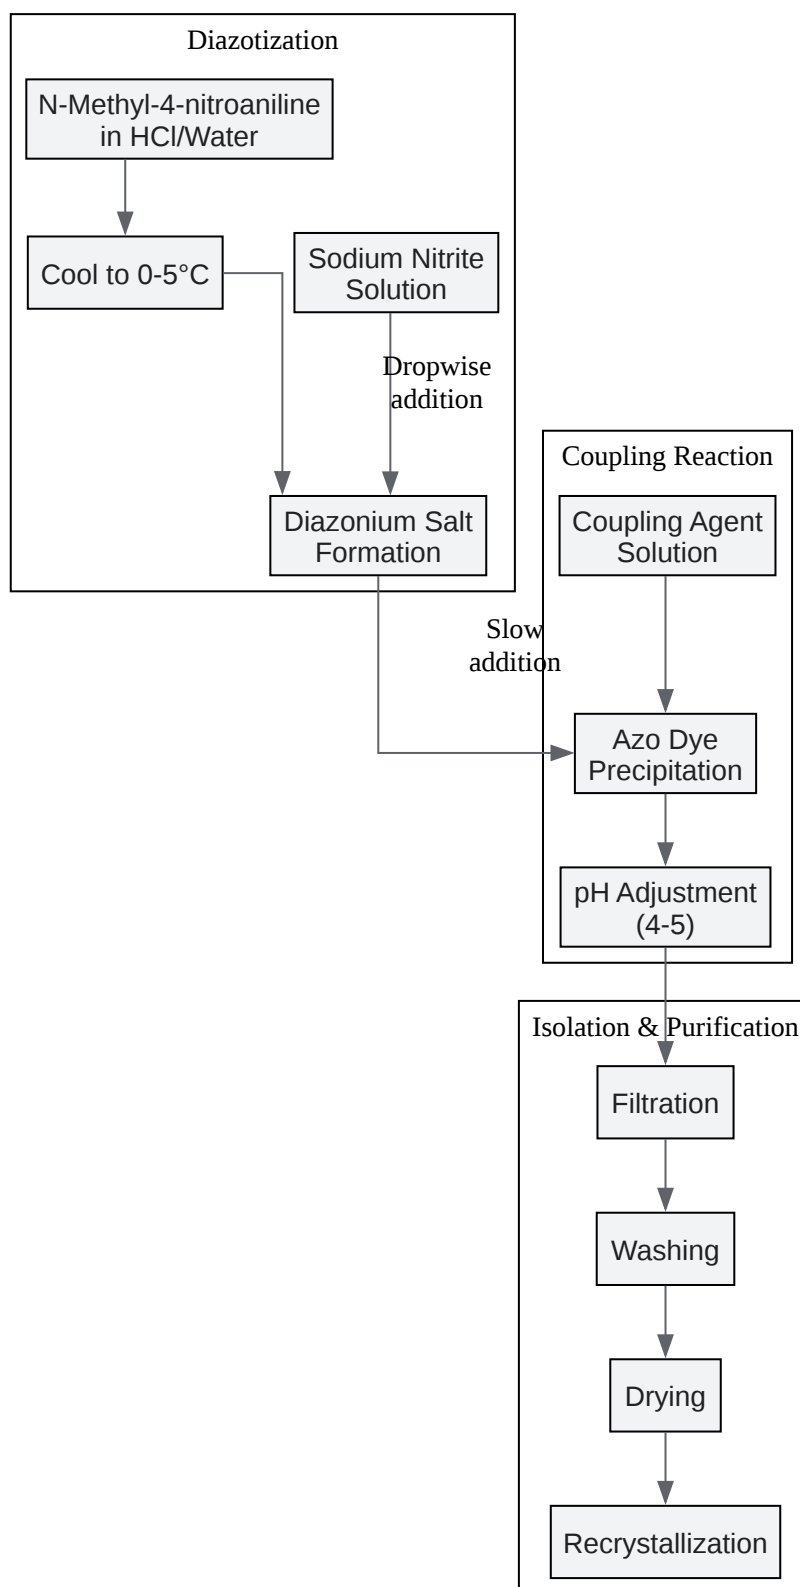 Diazotization
N-Methyl-4-nitroaniline
in HCl/Water
Cool to 0-5°C
Sodium Nitrite
Solution
Dropwise
addition
Diazonium Salt
Formation
Slow
addition
Coupling Reaction
Coupling Agent
Solution
Azo Dye
Precipitation
pH Adjustment
(4-5)
Isolation & Purification
Filtration
Washing
Drying
Recrystallization